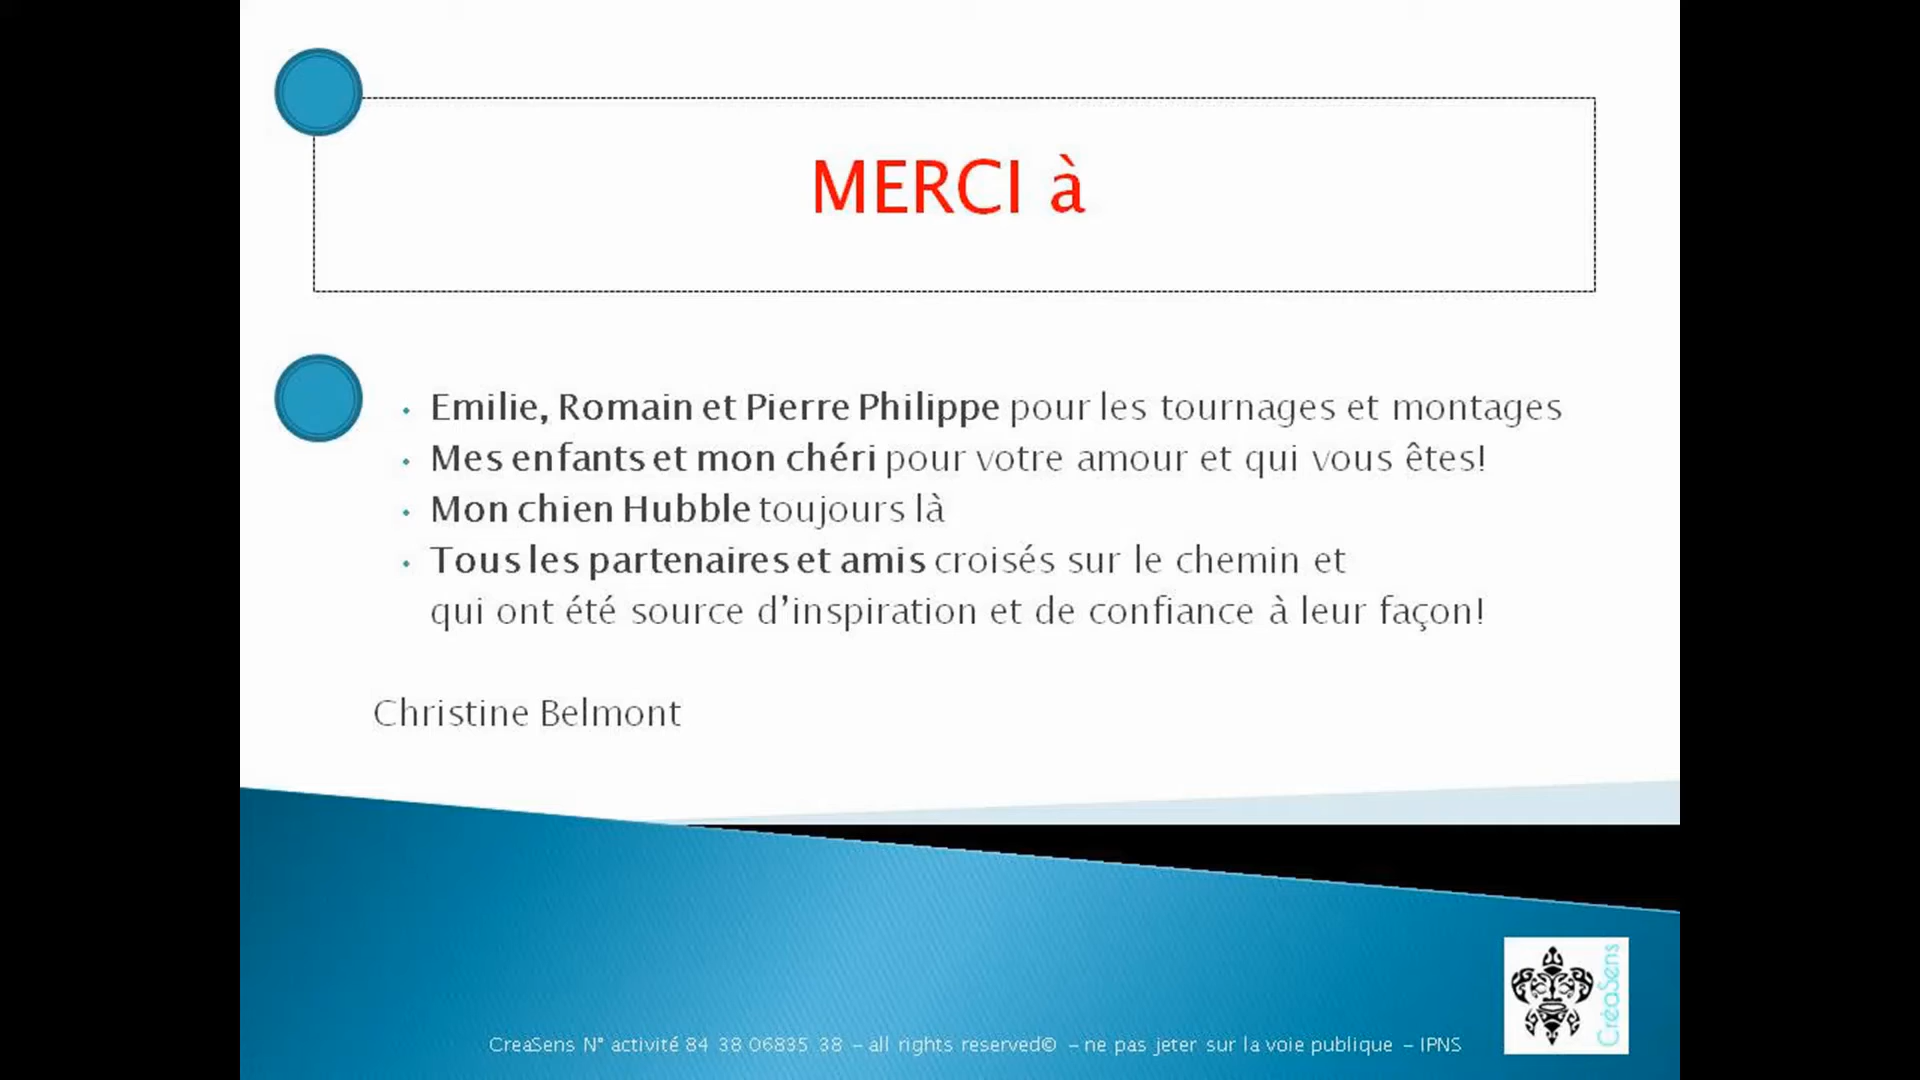 MERCI à
• Emilie, Romain et Pierre Philippe pour les tournages et montages
• Mes enfants et mon chéri pour votre amour et qui vous êtes!
• Mon chien Hubble toujours là
• Tous les partenaires et amis croisés sur le chemin et
qui ont été source d’inspiration et de confiance à leur façon!
Christine Belmont
CréaSens
CreaSens N° activité 84 38 06835 38 – all rights reserved© – ne pas jeter sur la voie publique – IPNS